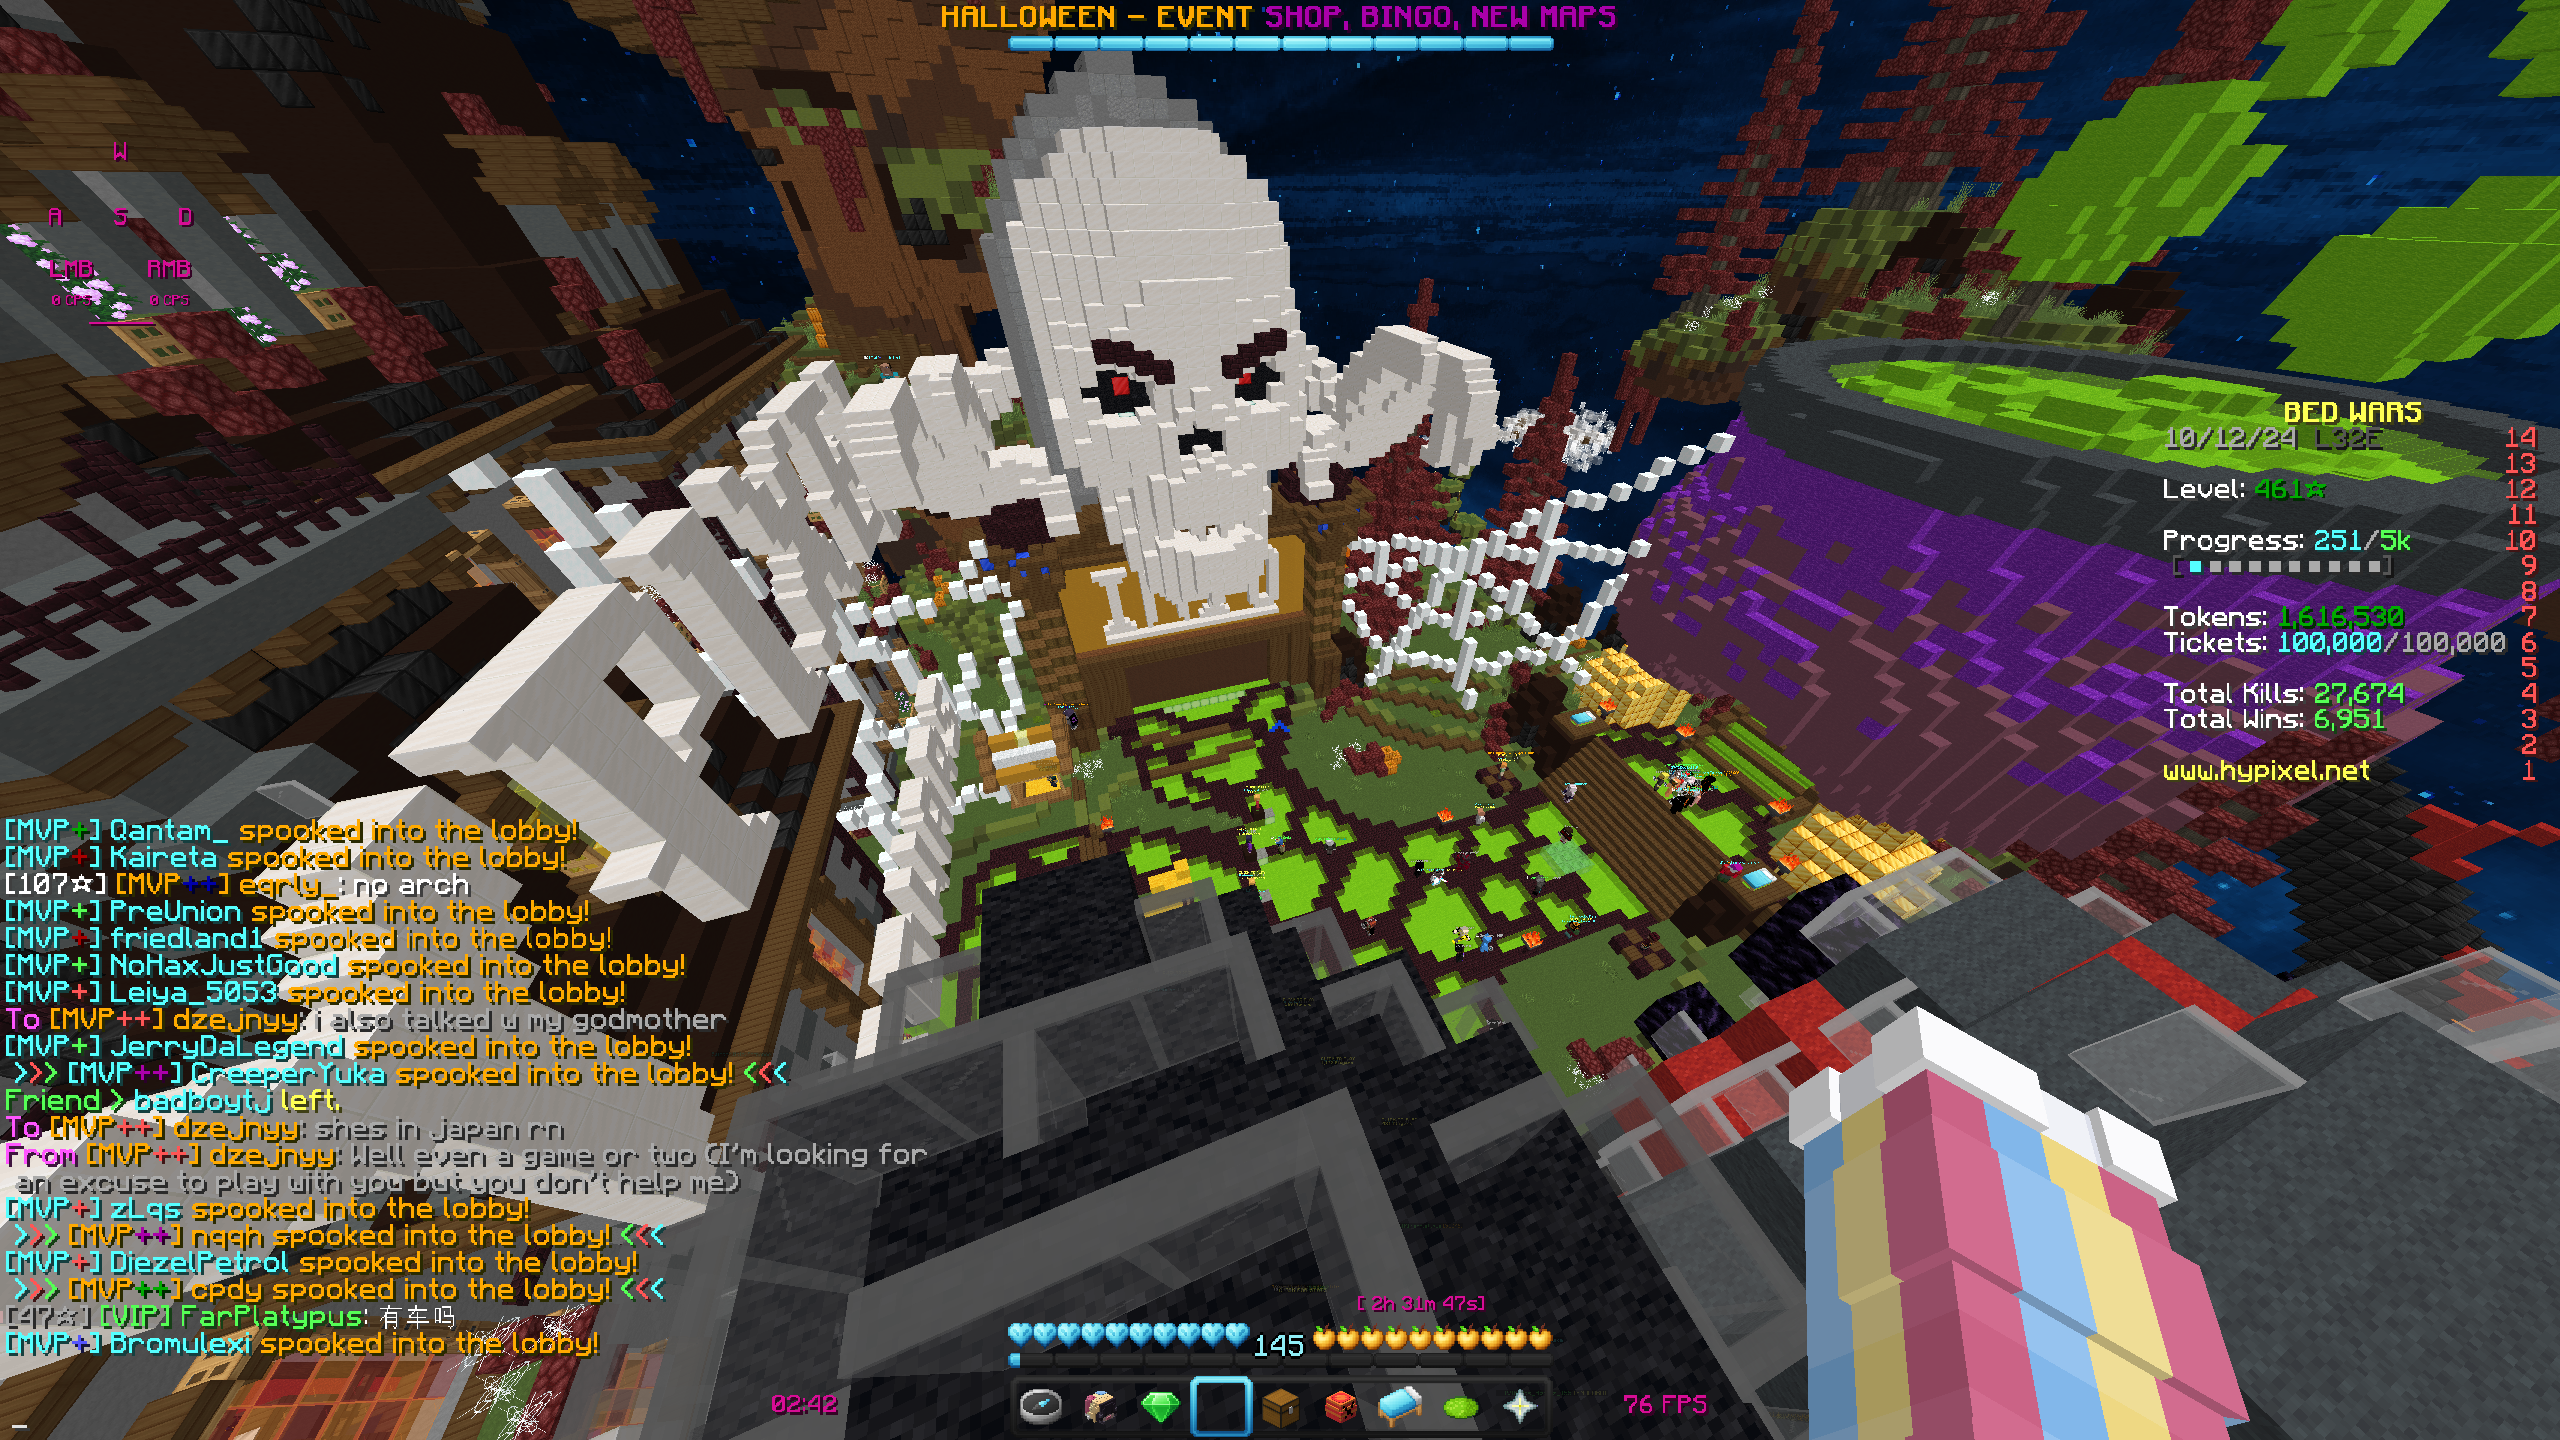 HALLOWEEN - EVENT SHOP, BINGO, NEW MAPS
W
A S D
LMB RMB
0 CPS 0 CPS
BED WARS
10/12/24 L32E 14
13
Level: 461☆ 12
11
Progress: 251/5k 10
[■■■■■■■■■■] 9
8
Tokens: 1,616,530 7
Tickets: 100,000/100,000 6
5
Total Kills: 27,674 4
Total Wins: 6,951 3
2
www.hypixel.net 1
[MVP+] Qantam_ spooked into the lobby!
[MVP+] Kaireta spooked into the lobby!
[107☆] [MVP++] eqrly_: no arch
[MVP+] PreUnion spooked into the lobby!
[MVP+] friedland1 spooked into the lobby!
[MVP+] NoHaxJustGood spooked into the lobby!
[MVP+] Leiya_5053 spooked into the lobby!
To [MVP++] dzejnyy: i also talked u my godmother
[MVP+] JerryDaLegend spooked into the lobby!
>>> [MVP++] CreeperYuka spooked into the lobby! <<<
Friend > badboytj left.
To [MVP++] dzejnyy: shes in japan rn
From [MVP++] dzejnyy: Well even a game or two (I'm looking for
an excuse to play with you but you don't help me)
[MVP+] zLqs spooked into the lobby!
>>> [MVP++] nqqh spooked into the lobby! <<<
[MVP+] DiezelPetrol spooked into the lobby!
>>> [MVP++] cpdy spooked into the lobby! <<<
[47☆] [VIP] FarPlatypus: 有车吗
[MVP+] Bromulexi spooked into the lobby!
[ 2h 31m 47s]
145
02:42
76 FPS